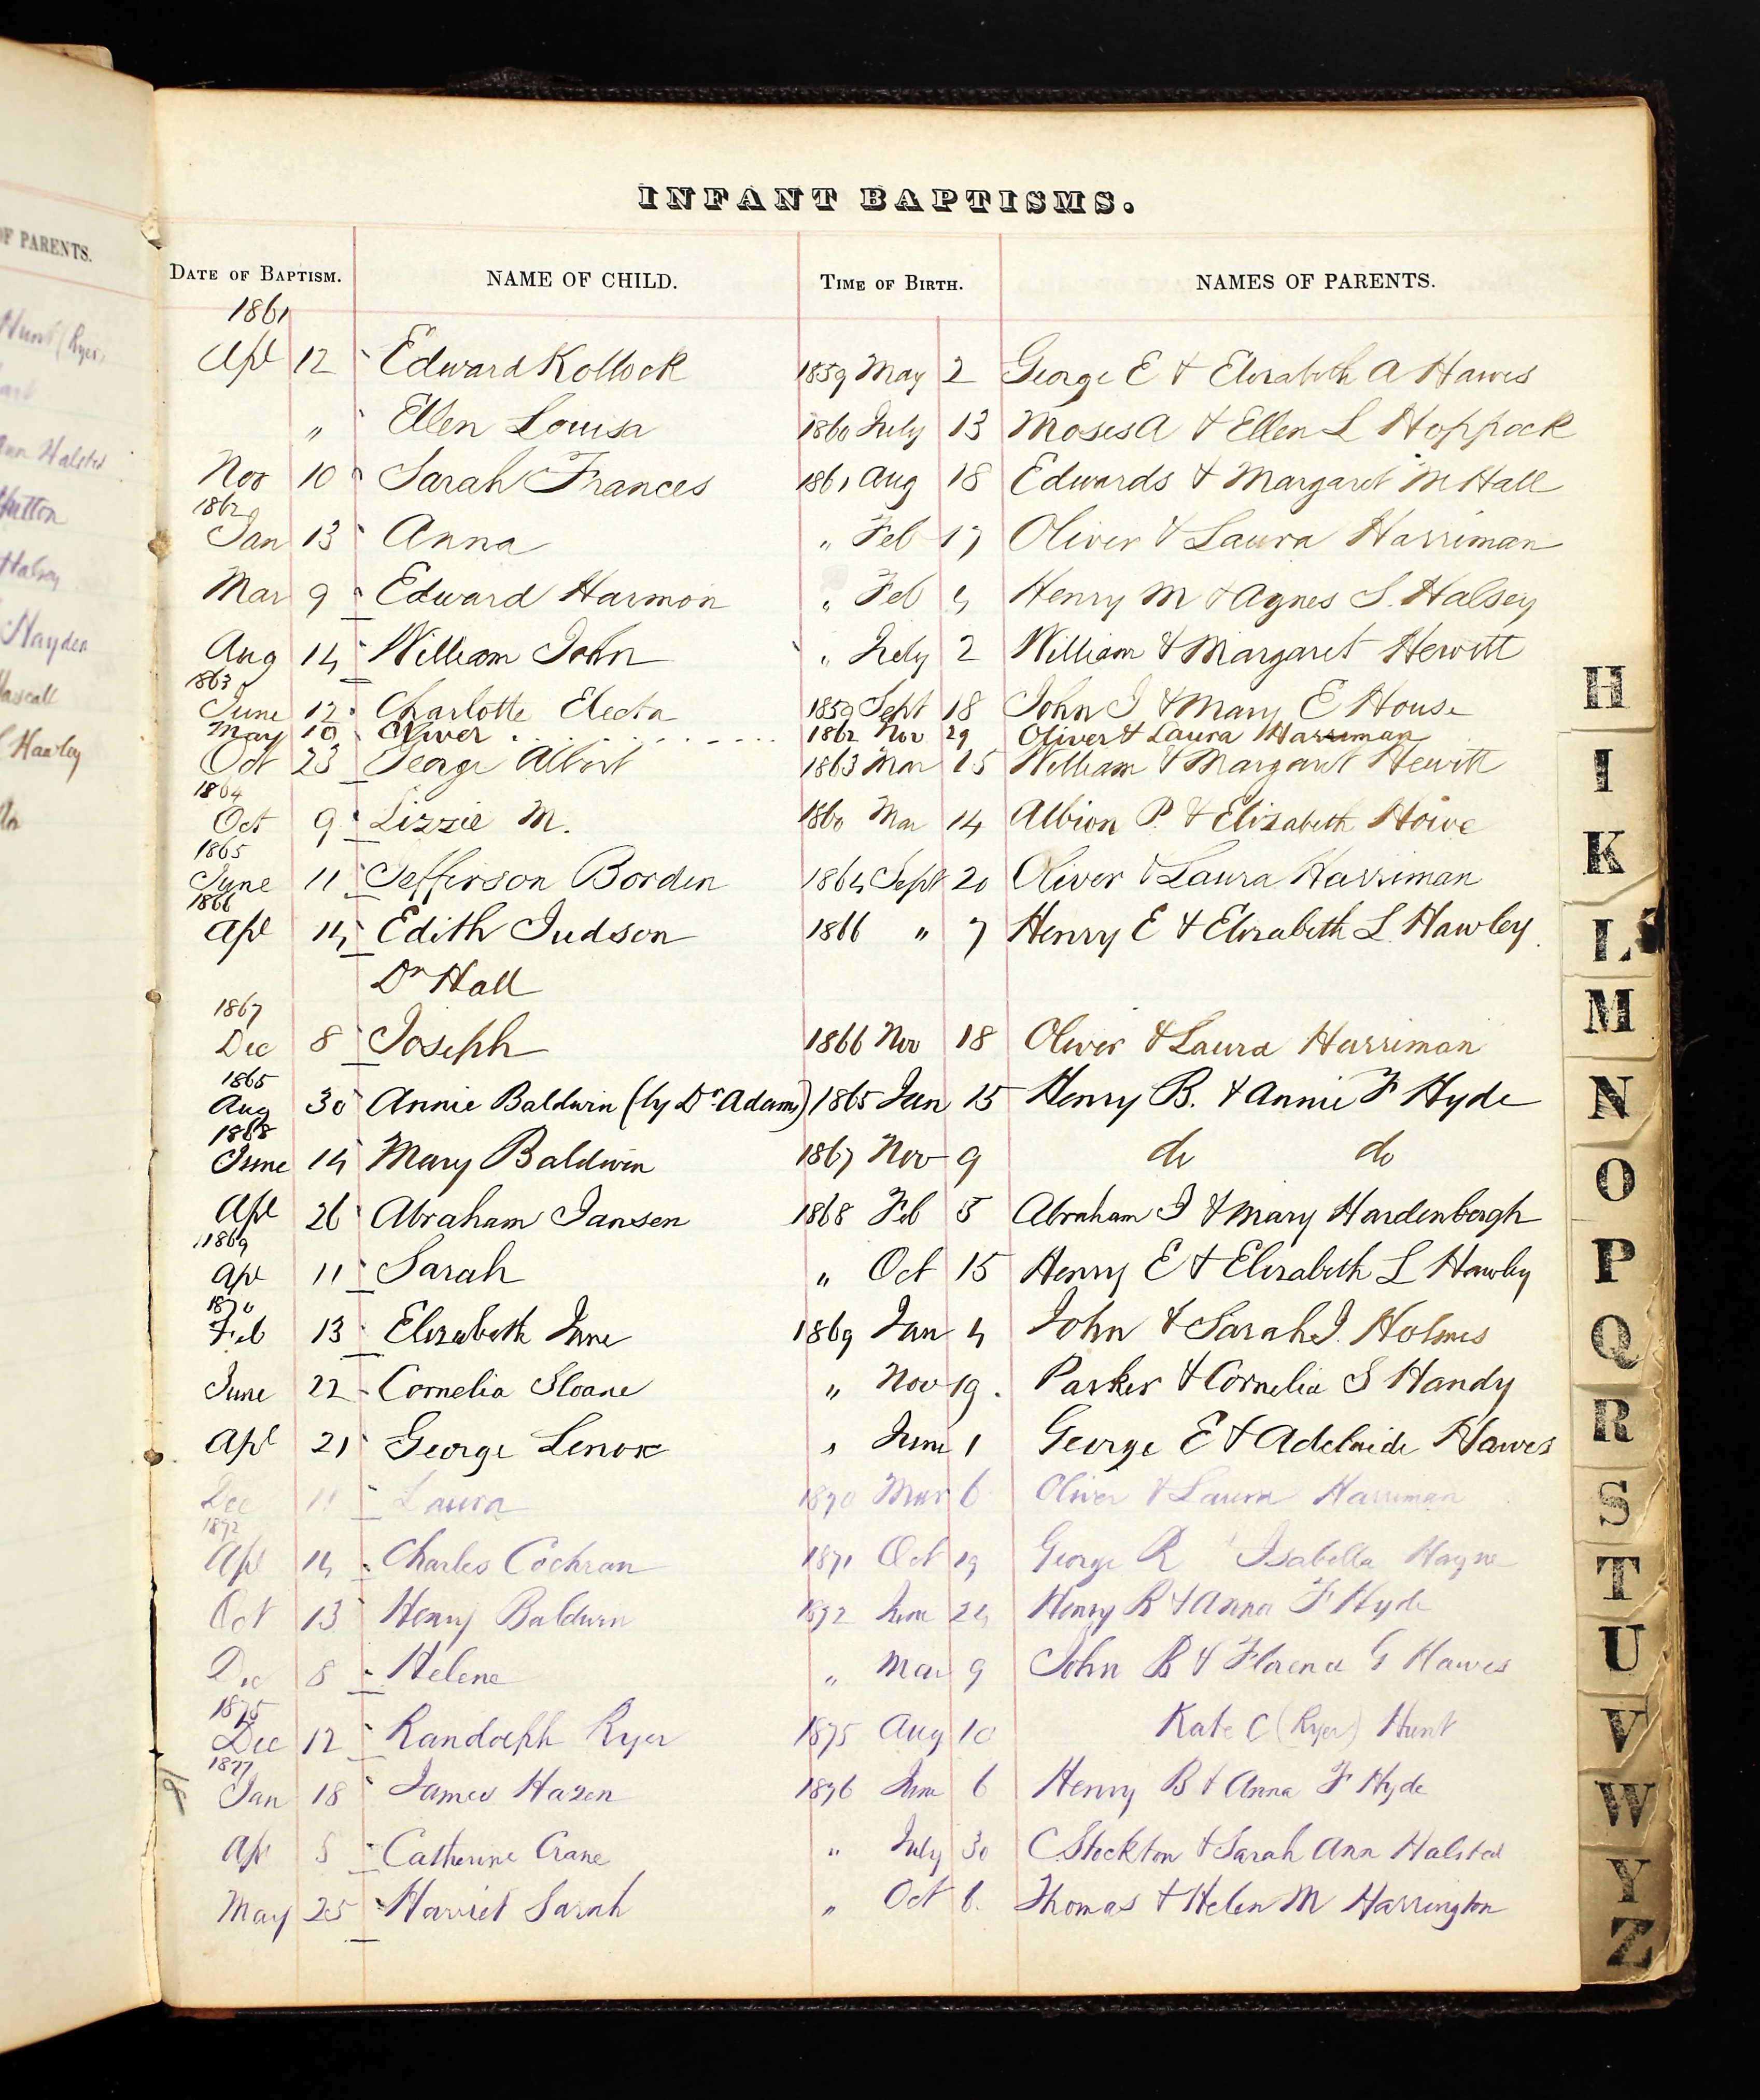 OF PARENTS.
Hunt (Ryer)
Ann Halsted
Hutton
Halsey
Hayden
Hascall
Hawley
INFANT BAPTISMS.
DATE OF BAPTISM. NAME OF CHILD. TIME OF BIRTH. NAMES OF PARENTS.
1861
Apl 12 Edward Kollock 1859 May 2 George E & Elizabeth A Hawes
" Ellen Louisa 1860 July 13 Moses A & Ellen L Hoppock
Nov 10 Sarah Frances 1861 Aug 18 Edwards & Margaret M Hall
1862
Jan 13 Anna " Feb 17 Oliver & Laura Harriman
Mar 9 Edward Harmon " Feb 4 Henry M & Agnes S. Halsey
Aug 14 William John " July 2 William & Margaret Hewitt
1863
June 12 Charlotte Electa 1859 Sept 18 John J & Mary E House
May 10 Oliver . . . . . . . . . 1862 Nov 29 Oliver & Laura Harriman
Oct 23 George Albert 1863 Mar 15 William & Margaret Hewitt
1864
Oct 9 Lizzie M. 1860 Mar 14 Albion P. & Elizabeth Howe
1865
June 11 Jefferson Borden 1864 Sept 20 Oliver & Laura Harriman
1866
Apl 14 Edith Judson 1866 " 7 Henry E & Elizabeth L Hawley.
Dr Hall
1867
Dec 8 Joseph 1866 Nov 18 Oliver & Laura Harriman
1865
Aug 30 Annie Baldwin (by Dr Adams) 1865 Jan 15 Henry B. & Annie F Hyde
1868
June 14 Mary Baldwin 1867 Nov 9 do do
Apl 26 Abraham Jansen 1868 Feb 5 Abraham J & Mary Hardenbergh
1869
Apl 11 Sarah " Oct 15 Henry E & Elizabeth L Hawley
1870
Feb 13 Elizabeth Jane 1869 Jan 4 John & Sarah J. Holmes
June 22 Cornelia Sloane " Nov 19. Parker & Cornelia S Handy
Apl 21 George Lenox " June 1 George E & Adelaide Hawes
Dec 11 Laura 1870 Mar 6 Oliver & Laura Harriman
1872
Apl 14 Charles Cochran 1871 Oct 19 George R Isabella Hayne
Oct 13 Henry Baldwin 1872 June 24 Henry B & Anna F Hyde
Dec 8 Helene " Mar 9 John B & Florence G Hawes
1875
Dec 12 Randolph Ryer 1875 Aug 10 Kate C (Ryer) Hunt
1877
Jan 18 James Hazen 1876 June 6 Henry B & Anna F Hyde
Apl 5 Catherine Crane " July 30 C Stockton & Sarah Ann Halsted
May 25 Harriet Sarah " Oct 6. Thomas & Helen M Harrington
H
I
K
L
M
N
O
P
Q
R
S
T
U
V
W
Y
Z